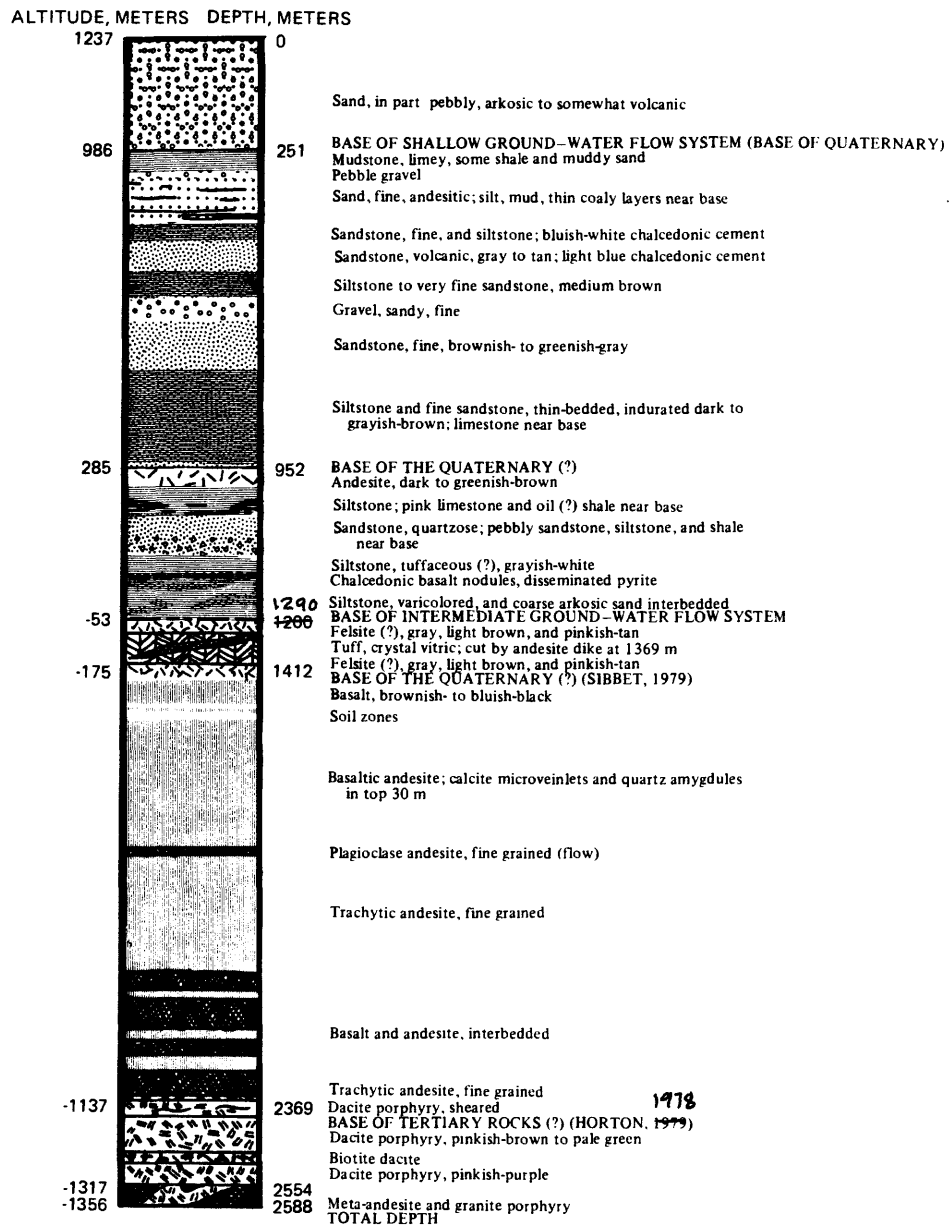 ALTITUDE, METERS DEPTH, METERS
1237 0
Sand, in part pebbly, arkosic to somewhat volcanic
986 251 BASE OF SHALLOW GROUND–WATER FLOW SYSTEM (BASE OF QUATERNARY)
Mudstone, limey, some shale and muddy sand
Pebble gravel
Sand, fine, andesitic; silt, mud, thin coaly layers near base
Sandstone, fine, and siltstone; bluish-white chalcedonic cement
Sandstone, volcanic, gray to tan; light blue chalcedonic cement
Siltstone to very fine sandstone, medium brown
Gravel, sandy, fine
Sandstone, fine, brownish- to greenish-gray
Siltstone and fine sandstone, thin-bedded, indurated dark to
grayish-brown; limestone near base
285 952 BASE OF THE QUATERNARY (?)
Andesite, dark to greenish-brown
Siltstone; pink limestone and oil (?) shale near base
Sandstone, quartzose; pebbly sandstone, siltstone, and shale
near base
Siltstone, tuffaceous (?), grayish-white
Chalcedonic basalt nodules, disseminated pyrite
1290 Siltstone, varicolored, and coarse arkosic sand interbedded
-53 1200 BASE OF INTERMEDIATE GROUND–WATER FLOW SYSTEM
Felsite (?), gray, light brown, and pinkish-tan
Tuff, crystal vitric; cut by andesite dike at 1369 m
Felsite (?), gray, light brown, and pinkish-tan
-175 1412 BASE OF THE QUATERNARY (?) (SIBBET, 1979)
Basalt, brownish- to bluish-black
Soil zones
Basaltic andesite; calcite microveinlets and quartz amygdules
in top 30 m
Plagioclase andesite, fine grained (flow)
Trachytic andesite, fine grained
Basalt and andesite, interbedded
Trachytic andesite, fine grained
1978
-1137 2369 Dacite porphyry, sheared
BASE OF TERTIARY ROCKS (?) (HORTON, 1979)
Dacite porphyry, pinkish-brown to pale green
Biotite dacite
Dacite porphyry, pinkish-purple
-1317 2554
-1356 2588 Meta-andesite and granite porphyry
TOTAL DEPTH